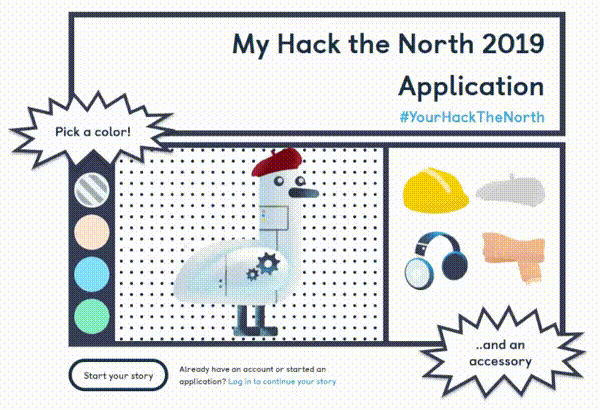 My Hack the North 2019
Application
#YourHackTheNorth
Pick a color!
..and an
accessory
Start your story
Already have an account or started an
application? Log in to continue your story